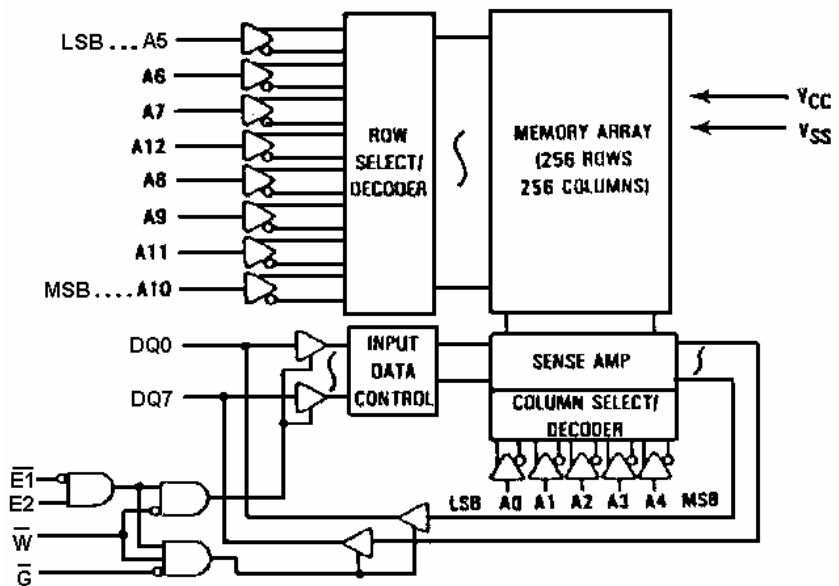 LSB ... A5
A6
A7
A12
A8
A9
A11
MSB .... A10
ROW
SELECT/
DECODER
MEMORY ARRAY
(256 ROWS
256 COLUMNS)
VCC
VSS
DQ0
DQ7
INPUT
DATA
CONTROL
SENSE AMP
COLUMN SELECT/
DECODER
LSB A0 A1 A2 A3 A4 MSB
E1
E2
W
G